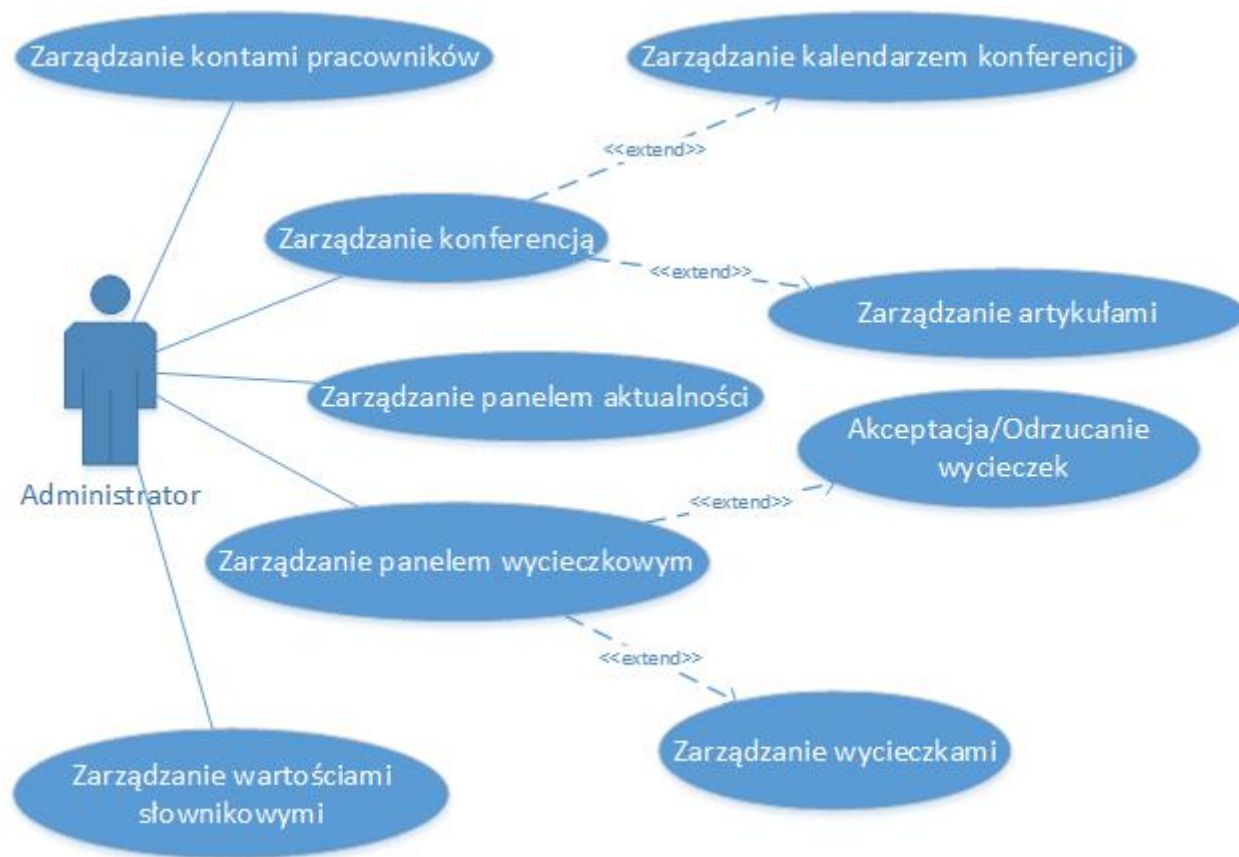 Zarządzanie kontami pracowników
Zarządzanie kalendarzem konferencji
<<extend>>
Zarządzanie konferencją
<<extend>>
Zarządzanie artykułami
Zarządzanie panelem aktualności
Akceptacja/Odrzucanie
wycieczek
Administrator
<<extend>>
Zarządzanie panelem wycieczkowym
<<extend>>
Zarządzanie wycieczkami
Zarządzanie wartościami
słownikowymi